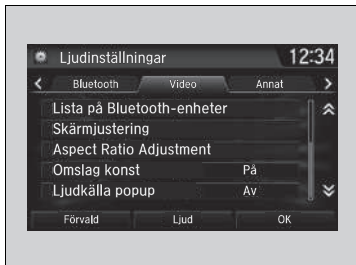 Ljudinställningar 12:34
Bluetooth Video Annat
Lista på Bluetooth-enheter
Skärmjustering
Aspect Ratio Adjustment
Omslag konst På
Ljudkälla popup Av
Förvald Ljud OK